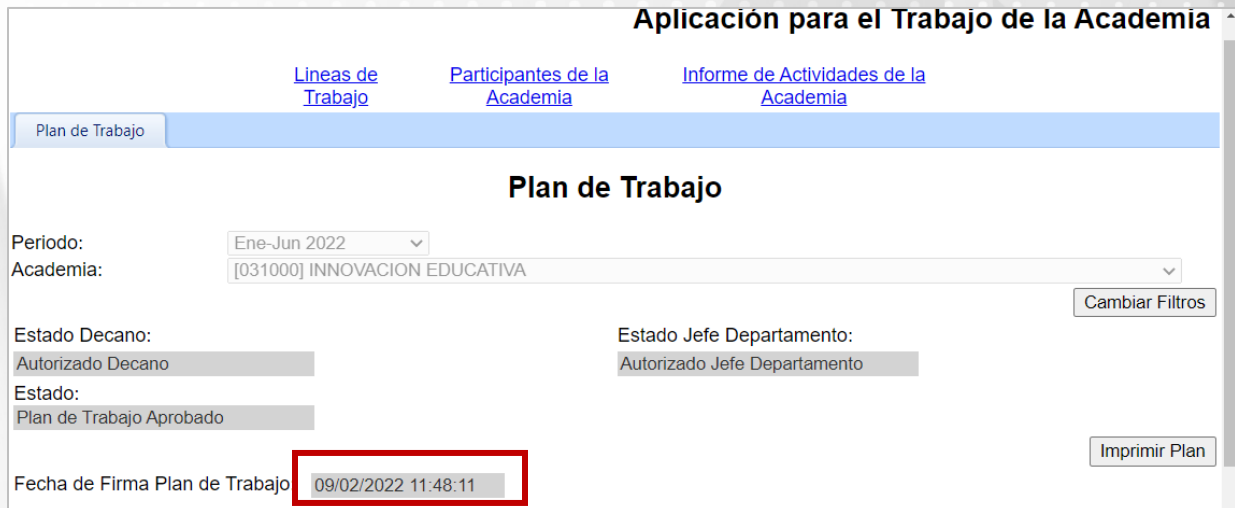 Aplicación para el Trabajo de la Academia
Lineas de Trabajo
Participantes de la Academia
Informe de Actividades de la Academia
Plan de Trabajo
Plan de Trabajo
Periodo: Ene-Jun 2022
Academia: [031000] INNOVACION EDUCATIVA
Cambiar Filtros
Estado Decano: Estado Jefe Departamento:
Autorizado Decano Autorizado Jefe Departamento
Estado:
Plan de Trabajo Aprobado
Imprimir Plan
Fecha de Firma Plan de Trabajo 09/02/2022 11:48:11